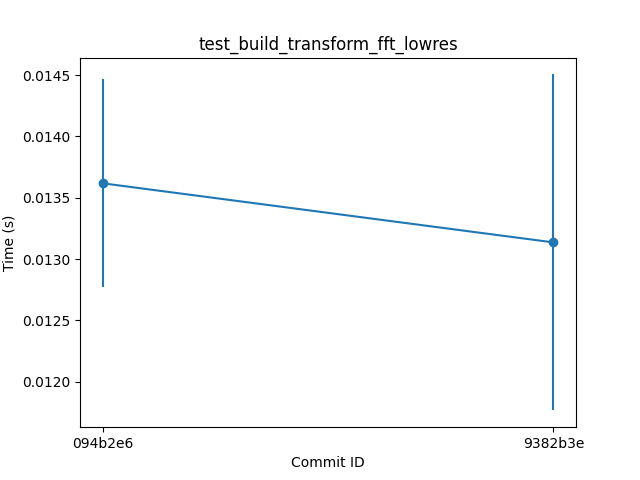 test_build_transform_fft_lowres
0.0145
0.0140
0.0135
0.0130
0.0125
0.0120
Time (s)
094b2e6
9382b3e
Commit ID